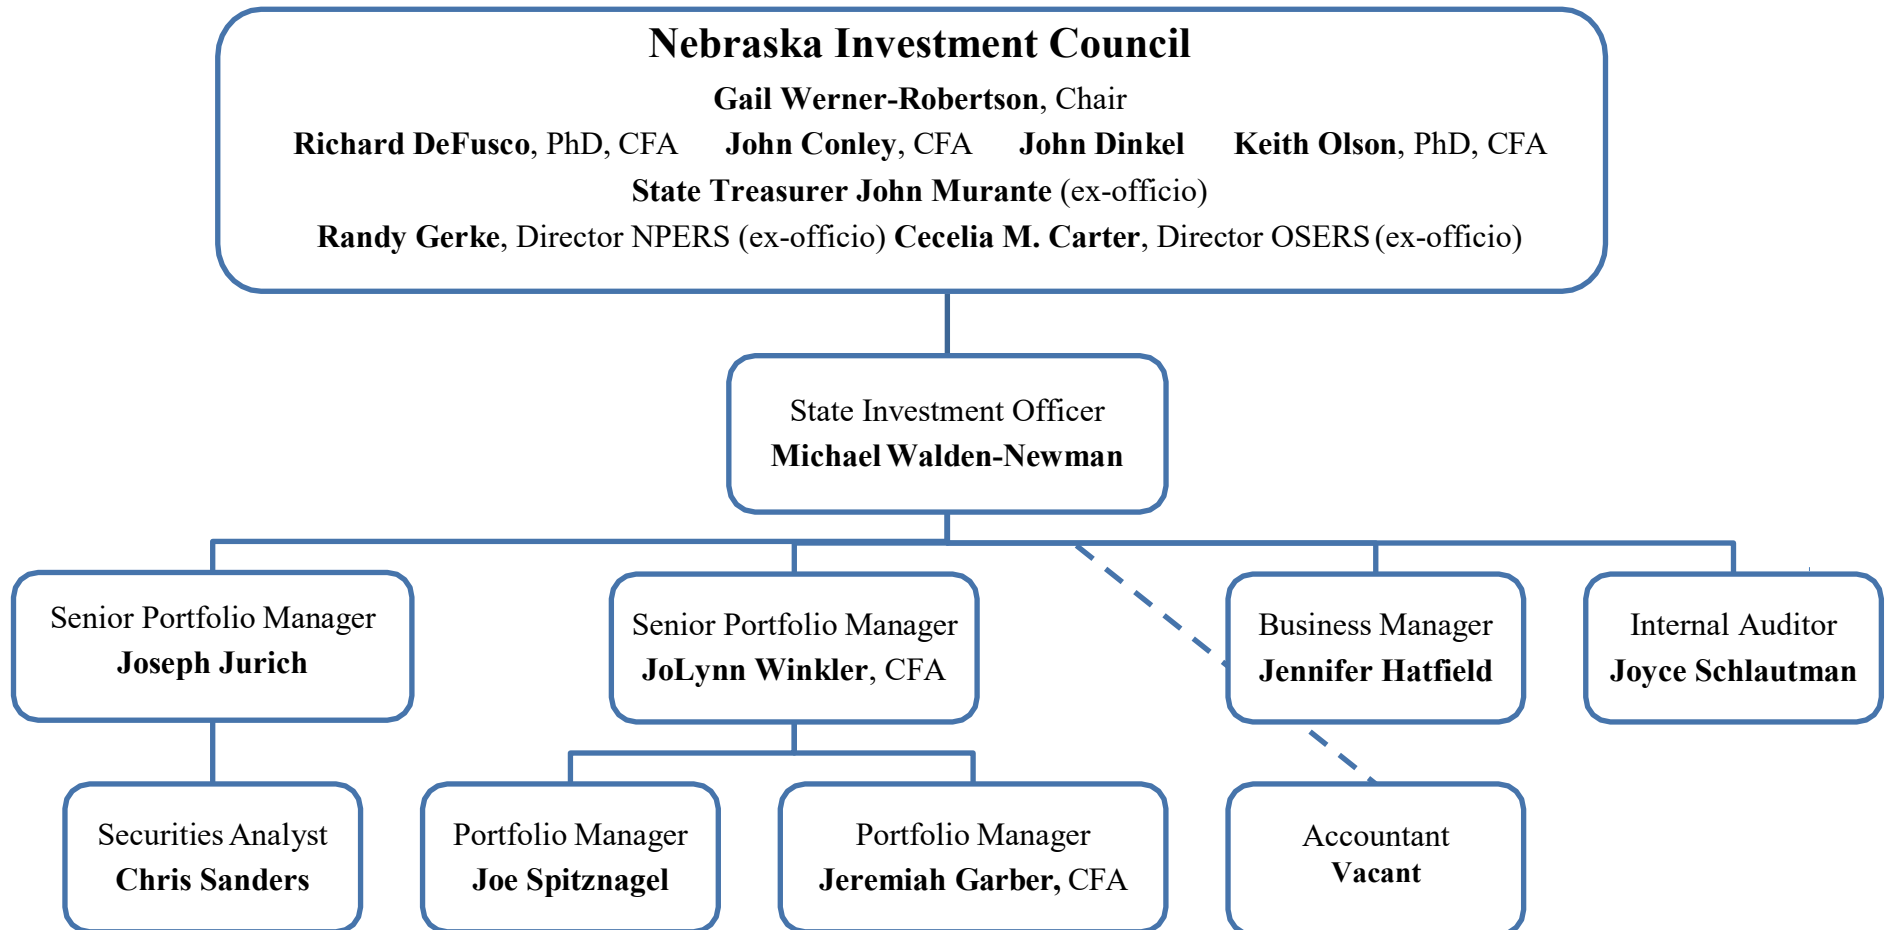 Nebraska Investment Council
Gail Werner-Robertson, Chair
Richard DeFusco, PhD, CFA John Conley, CFA John Dinkel Keith Olson, PhD, CFA
State Treasurer John Murante (ex-officio)
Randy Gerke, Director NPERS (ex-officio) Cecelia M. Carter, Director OSERS (ex-officio)
State Investment Officer
Michael Walden-Newman
Senior Portfolio Manager
Joseph Jurich
Senior Portfolio Manager
JoLynn Winkler, CFA
Business Manager
Jennifer Hatfield
Internal Auditor
Joyce Schlautman
Securities Analyst
Chris Sanders
Portfolio Manager
Joe Spitznagel
Portfolio Manager
Jeremiah Garber, CFA
Accountant
Vacant